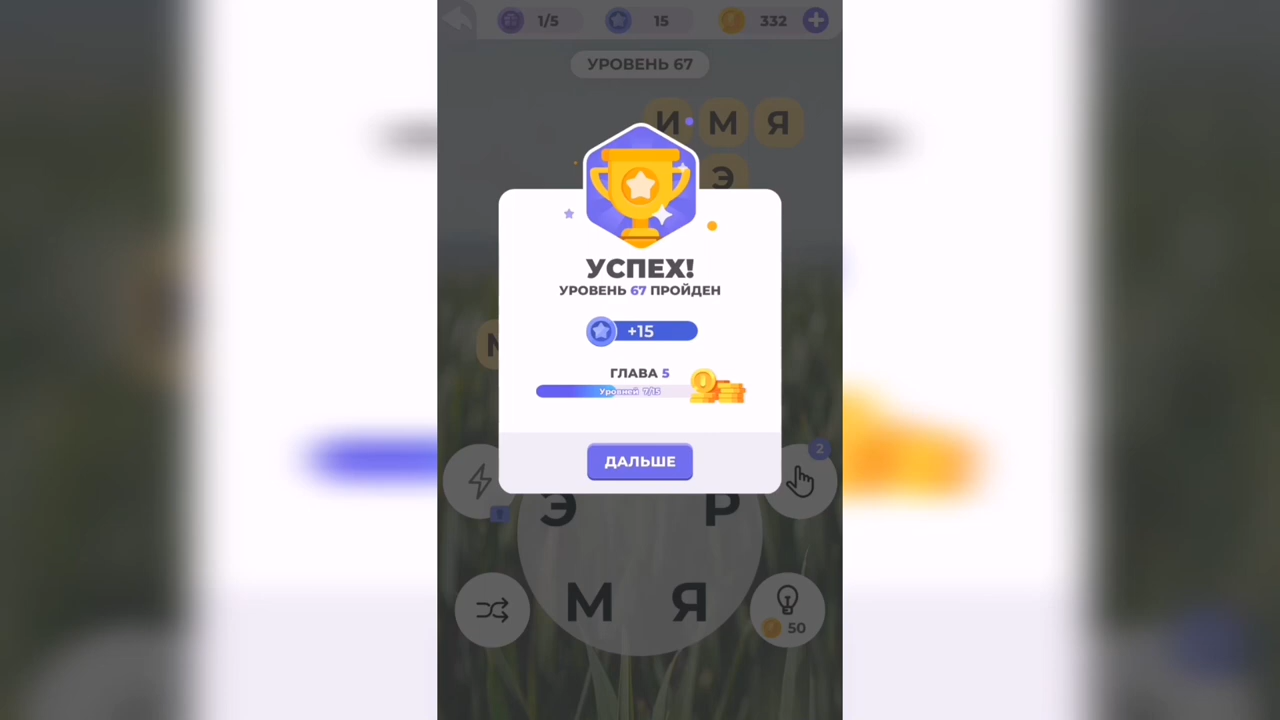 1/5
15
332
УРОВЕНЬ 67
ИМЯ
Э
УСПЕХ!
УРОВЕНЬ 67 ПРОЙДЕН
+15
ГЛАВА 5
Уровней 7/15
М
ДАЛЬШЕ
2
Э Р
М Я
50